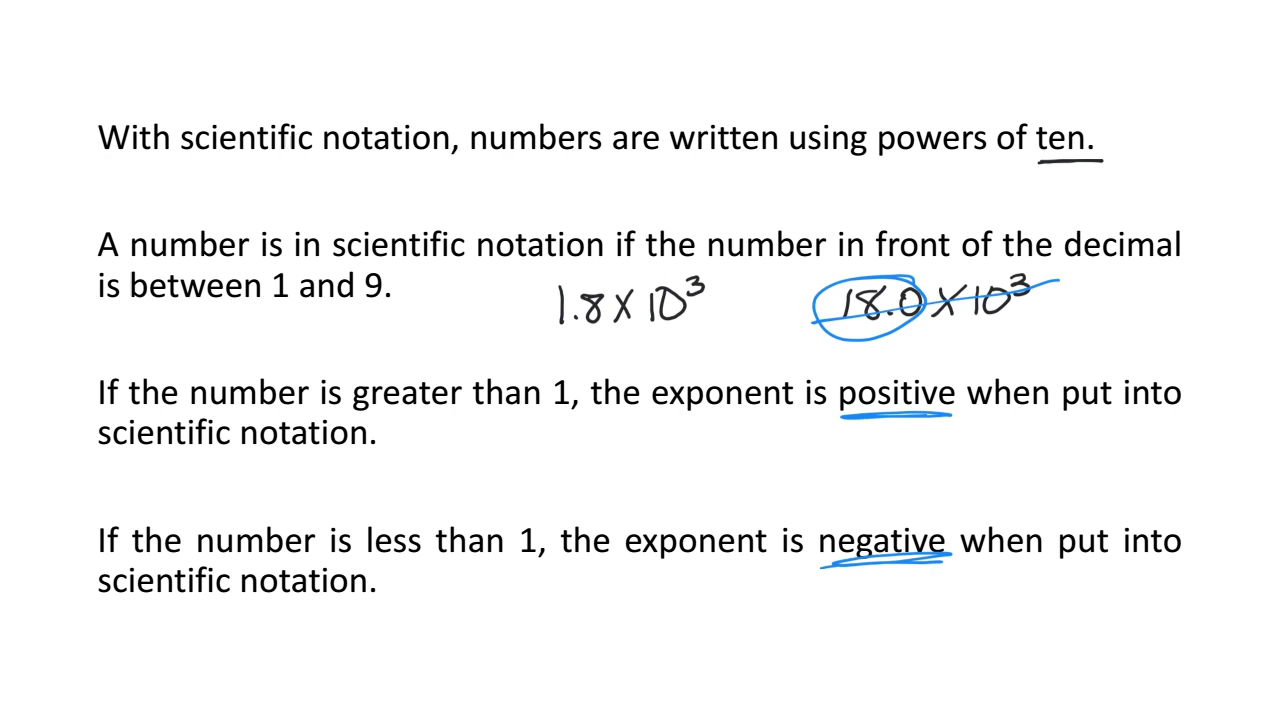 With scientific notation, numbers are written using powers of ten.
A number is in scientific notation if the number in front of the decimal
is between 1 and 9.
1.8 x 10³
18.0 x 10³
If the number is greater than 1, the exponent is positive when put into
scientific notation.
If the number is less than 1, the exponent is negative when put into
scientific notation.